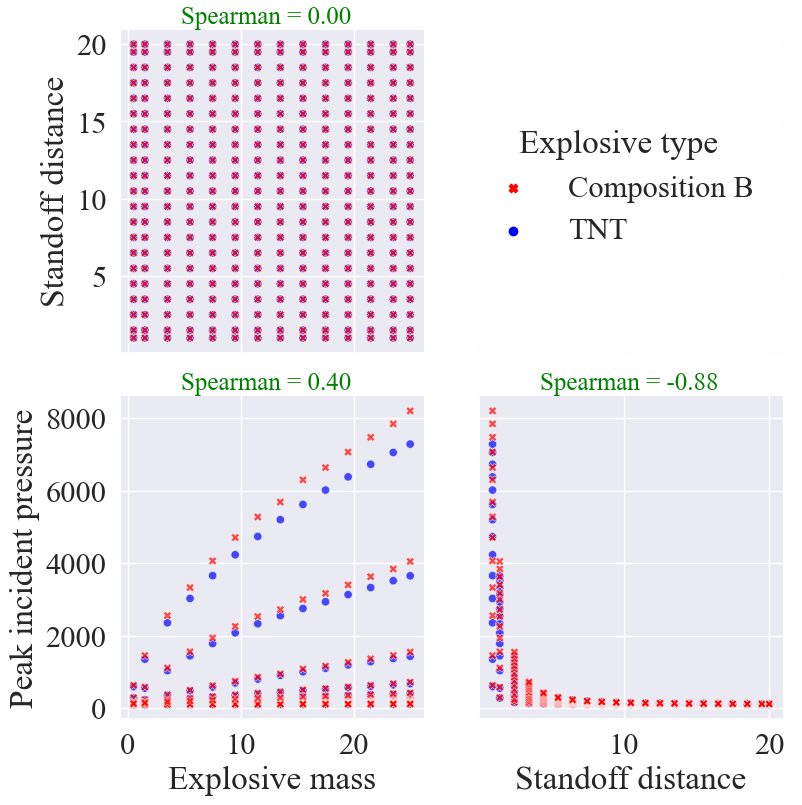 Spearman = 0.00
Standoff distance
20
15
10
5
Explosive type
Composition B
TNT
Spearman = 0.40
Peak incident pressure
8000
6000
4000
2000
0
0
10
20
Explosive mass
Spearman = -0.88
10
20
Standoff distance